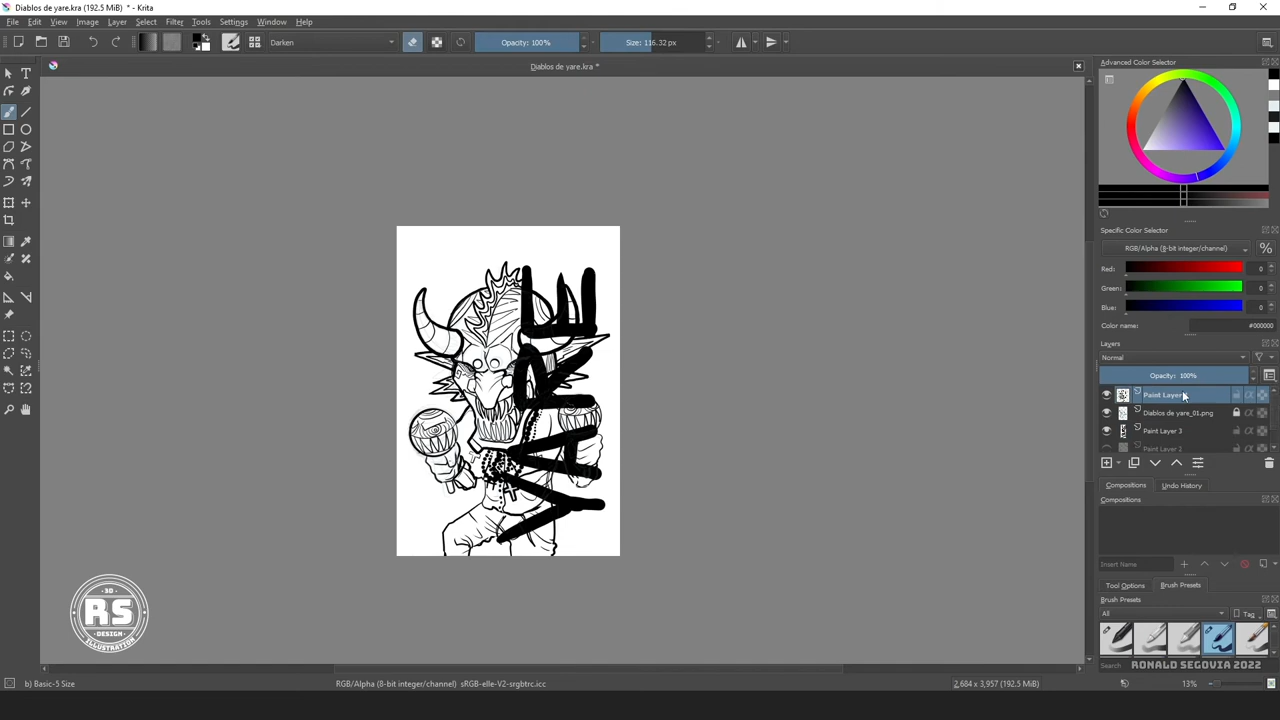 Diablos de yare.kra (192.5 MiB) * - Krita
File Edit View Image Layer Select Filter Tools Settings Window Help
Darken
Opacity: 100%
Size: 116.32 px
Diablos de yare.kra *
Advanced Color Selector
Specific Color Selector
RGB/Alpha (8-bit integer/channel)
%
Red: 0
Green: 0
Blue: 0
Color name: #000000
Layers
Normal
Opacity: 100%
Paint Layer
Diablos de yare_01.png
Paint Layer 3
Paint Layer 2
Compositions Undo History
Compositions
Insert Name
Tool Options Brush Presets
Brush Presets
All
Tag
Search
RONALD SEGOVIA 2022
YARE
3D
RS
DESIGN
ILLUSTRATION
b) Basic-5 Size
RGB/Alpha (8-bit integer/channel) sRGB-elle-V2-srgbtrc.icc
2,684 x 3,957 (192.5 MiB)
13%